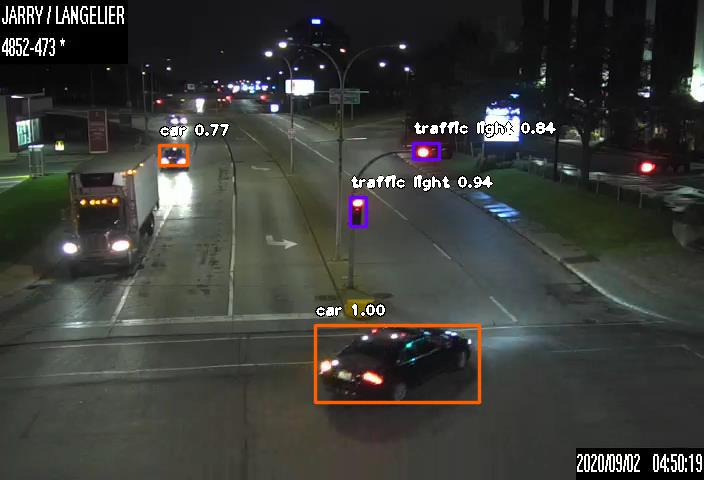 JARRY / LANGELIER
4852-473 *
traffic light 0.84
car 0.77
traffic light 0.94
car 1.00
2020/09/02 04:50:19